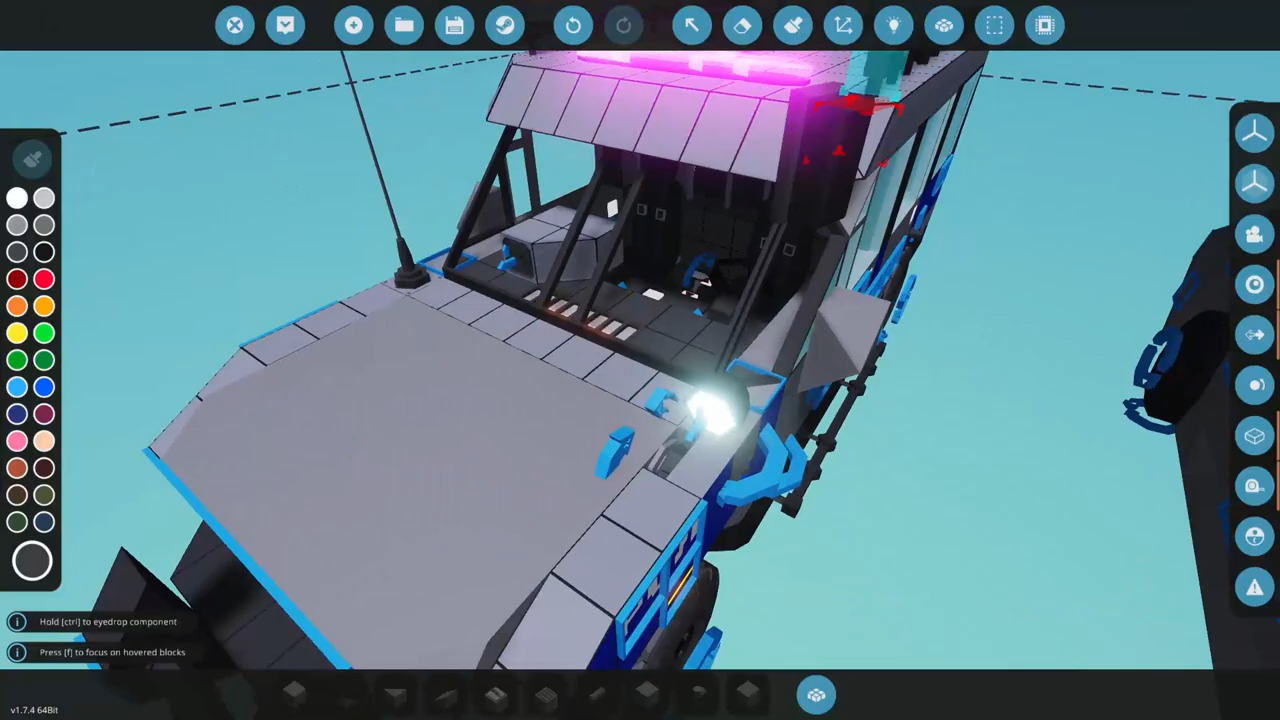 Hold [ctrl] to eyedrop component
Press [f] to focus on hovered blocks
v1.7.4 64Bit